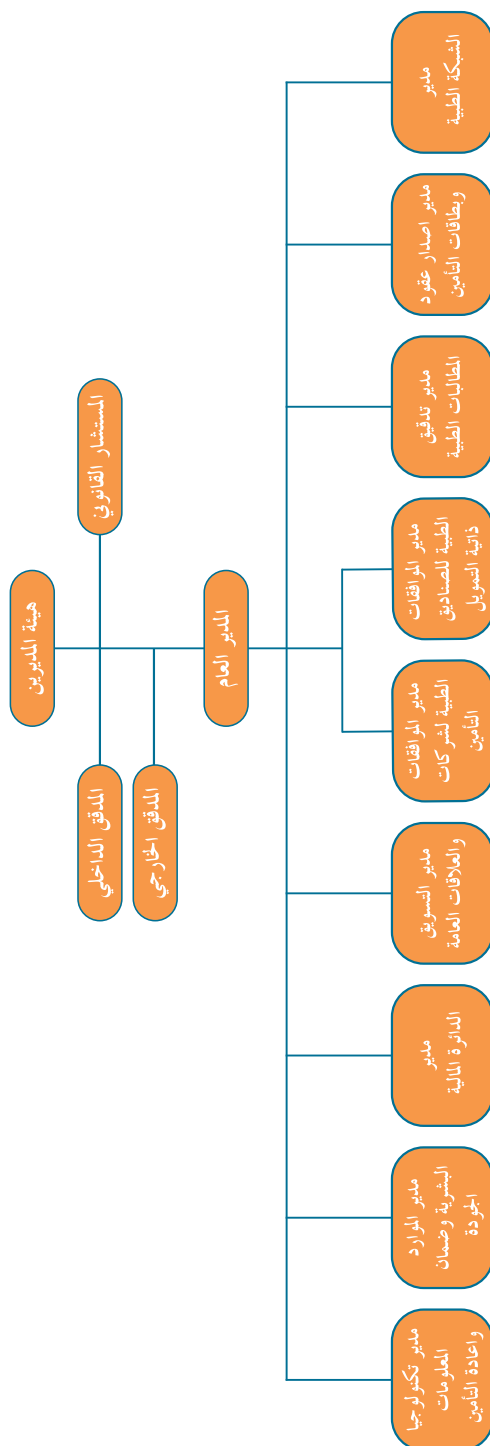 هيئة المديرين
المستشار القانوني
المدقق الداخلي
المدقق الخارجي
المدير العام
مدير
الشبكة الطبية
مدير اصدار عقود
وبطاقات التأمين
مدير تدقيق
المطالبات الطبية
مدير الموافقات
الطبية للصناديق
ذاتية التمويل
مدير الموافقات
الطبية لشركات
التأمين
مدير التسويق
والعلاقات العامة
مدير
الدائرة المالية
مدير الموارد
البشرية وضمان
الجودة
مدير تكنولوجيا
المعلومات
واعادة التأمين